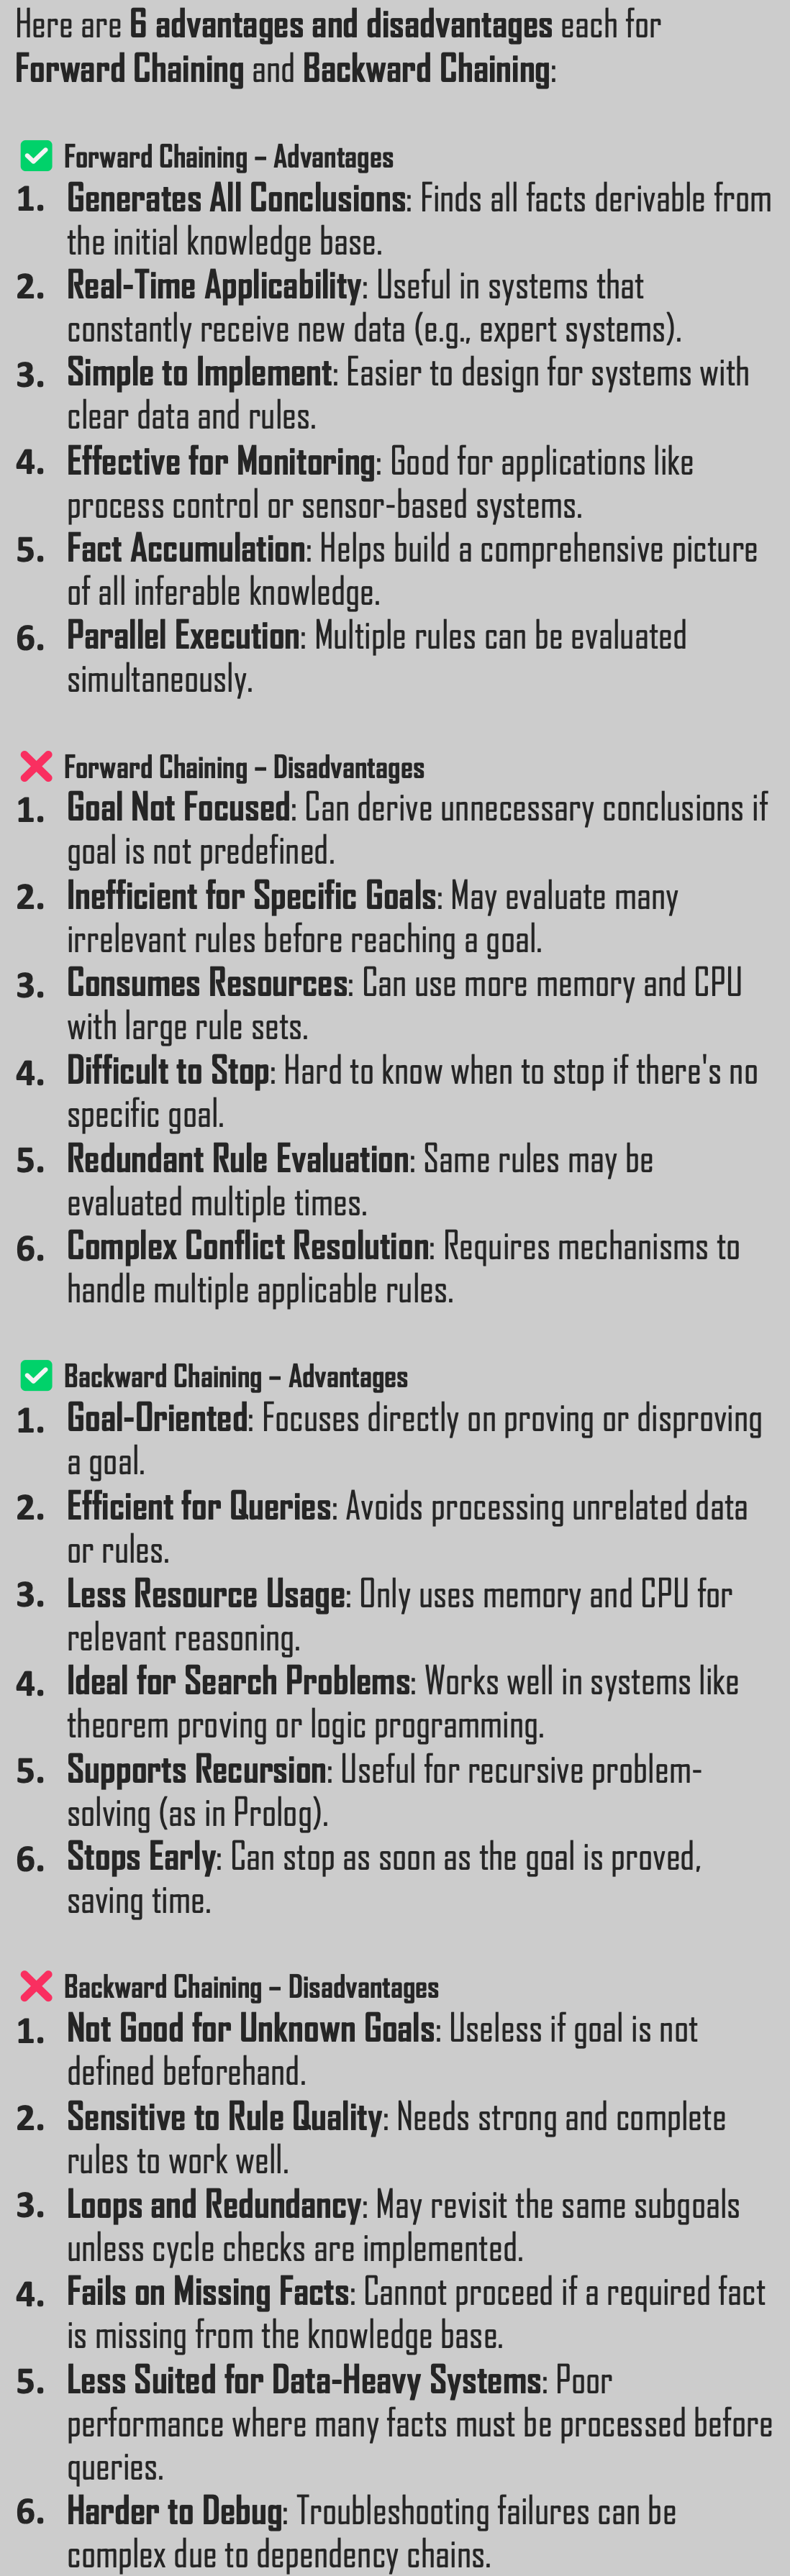 Here are 6 advantages and disadvantages each for
Forward Chaining and Backward Chaining:
✅ Forward Chaining – Advantages
1. Generates All Conclusions: Finds all facts derivable from
the initial knowledge base.
2. Real-Time Applicability: Useful in systems that
constantly receive new data (e.g., expert systems).
3. Simple to Implement: Easier to design for systems with
clear data and rules.
4. Effective for Monitoring: Good for applications like
process control or sensor-based systems.
5. Fact Accumulation: Helps build a comprehensive picture
of all inferable knowledge.
6. Parallel Execution: Multiple rules can be evaluated
simultaneously.
❌ Forward Chaining – Disadvantages
1. Goal Not Focused: Can derive unnecessary conclusions if
goal is not predefined.
2. Inefficient for Specific Goals: May evaluate many
irrelevant rules before reaching a goal.
3. Consumes Resources: Can use more memory and CPU
with large rule sets.
4. Difficult to Stop: Hard to know when to stop if there's no
specific goal.
5. Redundant Rule Evaluation: Same rules may be
evaluated multiple times.
6. Complex Conflict Resolution: Requires mechanisms to
handle multiple applicable rules.
✅ Backward Chaining – Advantages
1. Goal-Oriented: Focuses directly on proving or disproving
a goal.
2. Efficient for Queries: Avoids processing unrelated data
or rules.
3. Less Resource Usage: Only uses memory and CPU for
relevant reasoning.
4. Ideal for Search Problems: Works well in systems like
theorem proving or logic programming.
5. Supports Recursion: Useful for recursive problem-
solving (as in Prolog).
6. Stops Early: Can stop as soon as the goal is proved,
saving time.
❌ Backward Chaining – Disadvantages
1. Not Good for Unknown Goals: Useless if goal is not
defined beforehand.
2. Sensitive to Rule Quality: Needs strong and complete
rules to work well.
3. Loops and Redundancy: May revisit the same subgoals
unless cycle checks are implemented.
4. Fails on Missing Facts: Cannot proceed if a required fact
is missing from the knowledge base.
5. Less Suited for Data-Heavy Systems: Poor
performance where many facts must be processed before
queries.
6. Harder to Debug: Troubleshooting failures can be
complex due to dependency chains.